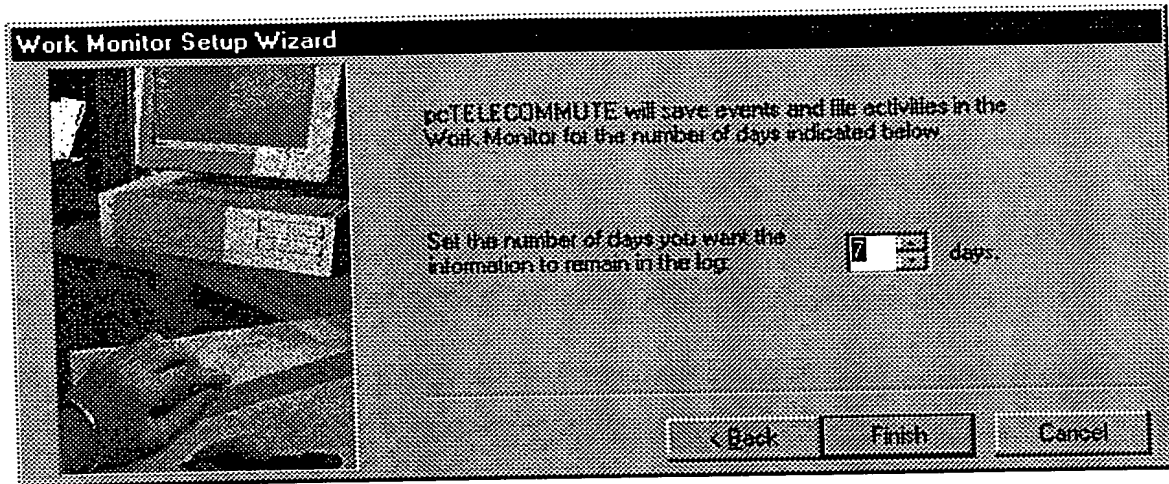 Work Monitor Setup Wizard
pcTELECOMMUTE will save events and file activities in the
Work Monitor for the number of days indicated below.
Set the number of days you want the
information to remain in the log.
7 days.
< Back Finish Cancel